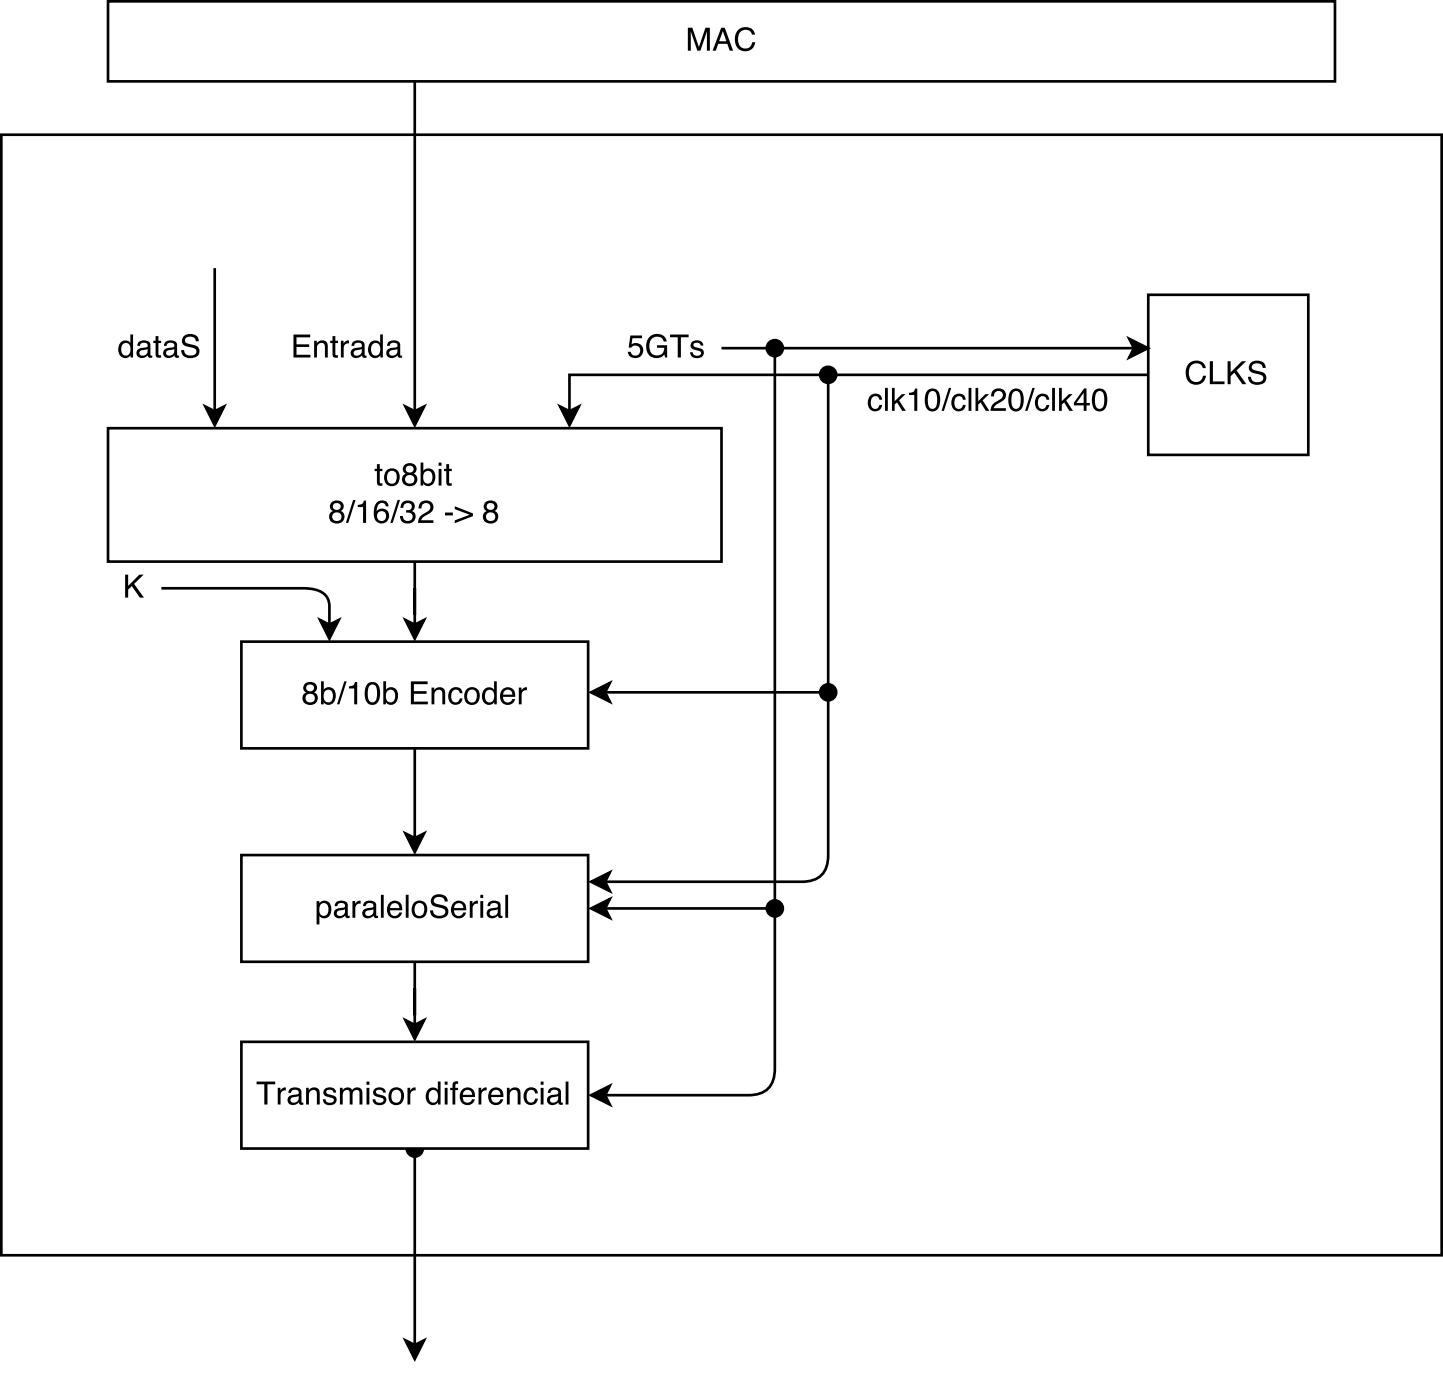 MAC
dataS
Entrada
5GTs
CLKS
clk10/clk20/clk40
to8bit
8/16/32 -> 8
K
8b/10b Encoder
paraleloSerial
Transmisor diferencial